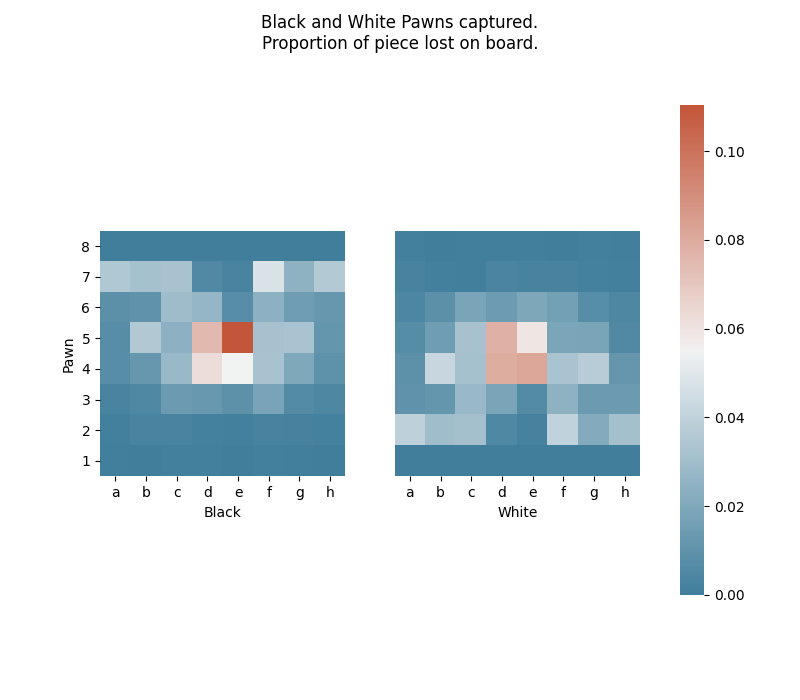 Black and White Pawns captured.
Proportion of piece lost on board.
Pawn
8
7
6
5
4
3
2
1
a b c d e f g h
Black
a b c d e f g h
White
0.10
0.08
0.06
0.04
0.02
0.00